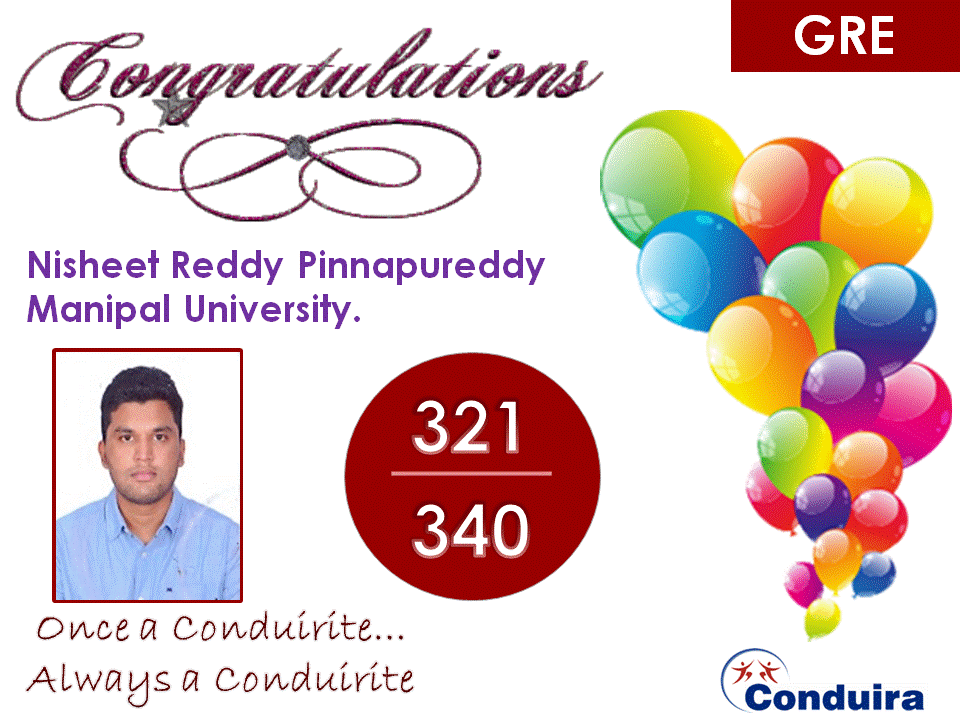 Congratulations
GRE
Nisheet Reddy Pinnapureddy
Manipal University.
321
340
Once a Conduirite...
Always a Conduirite
Conduira